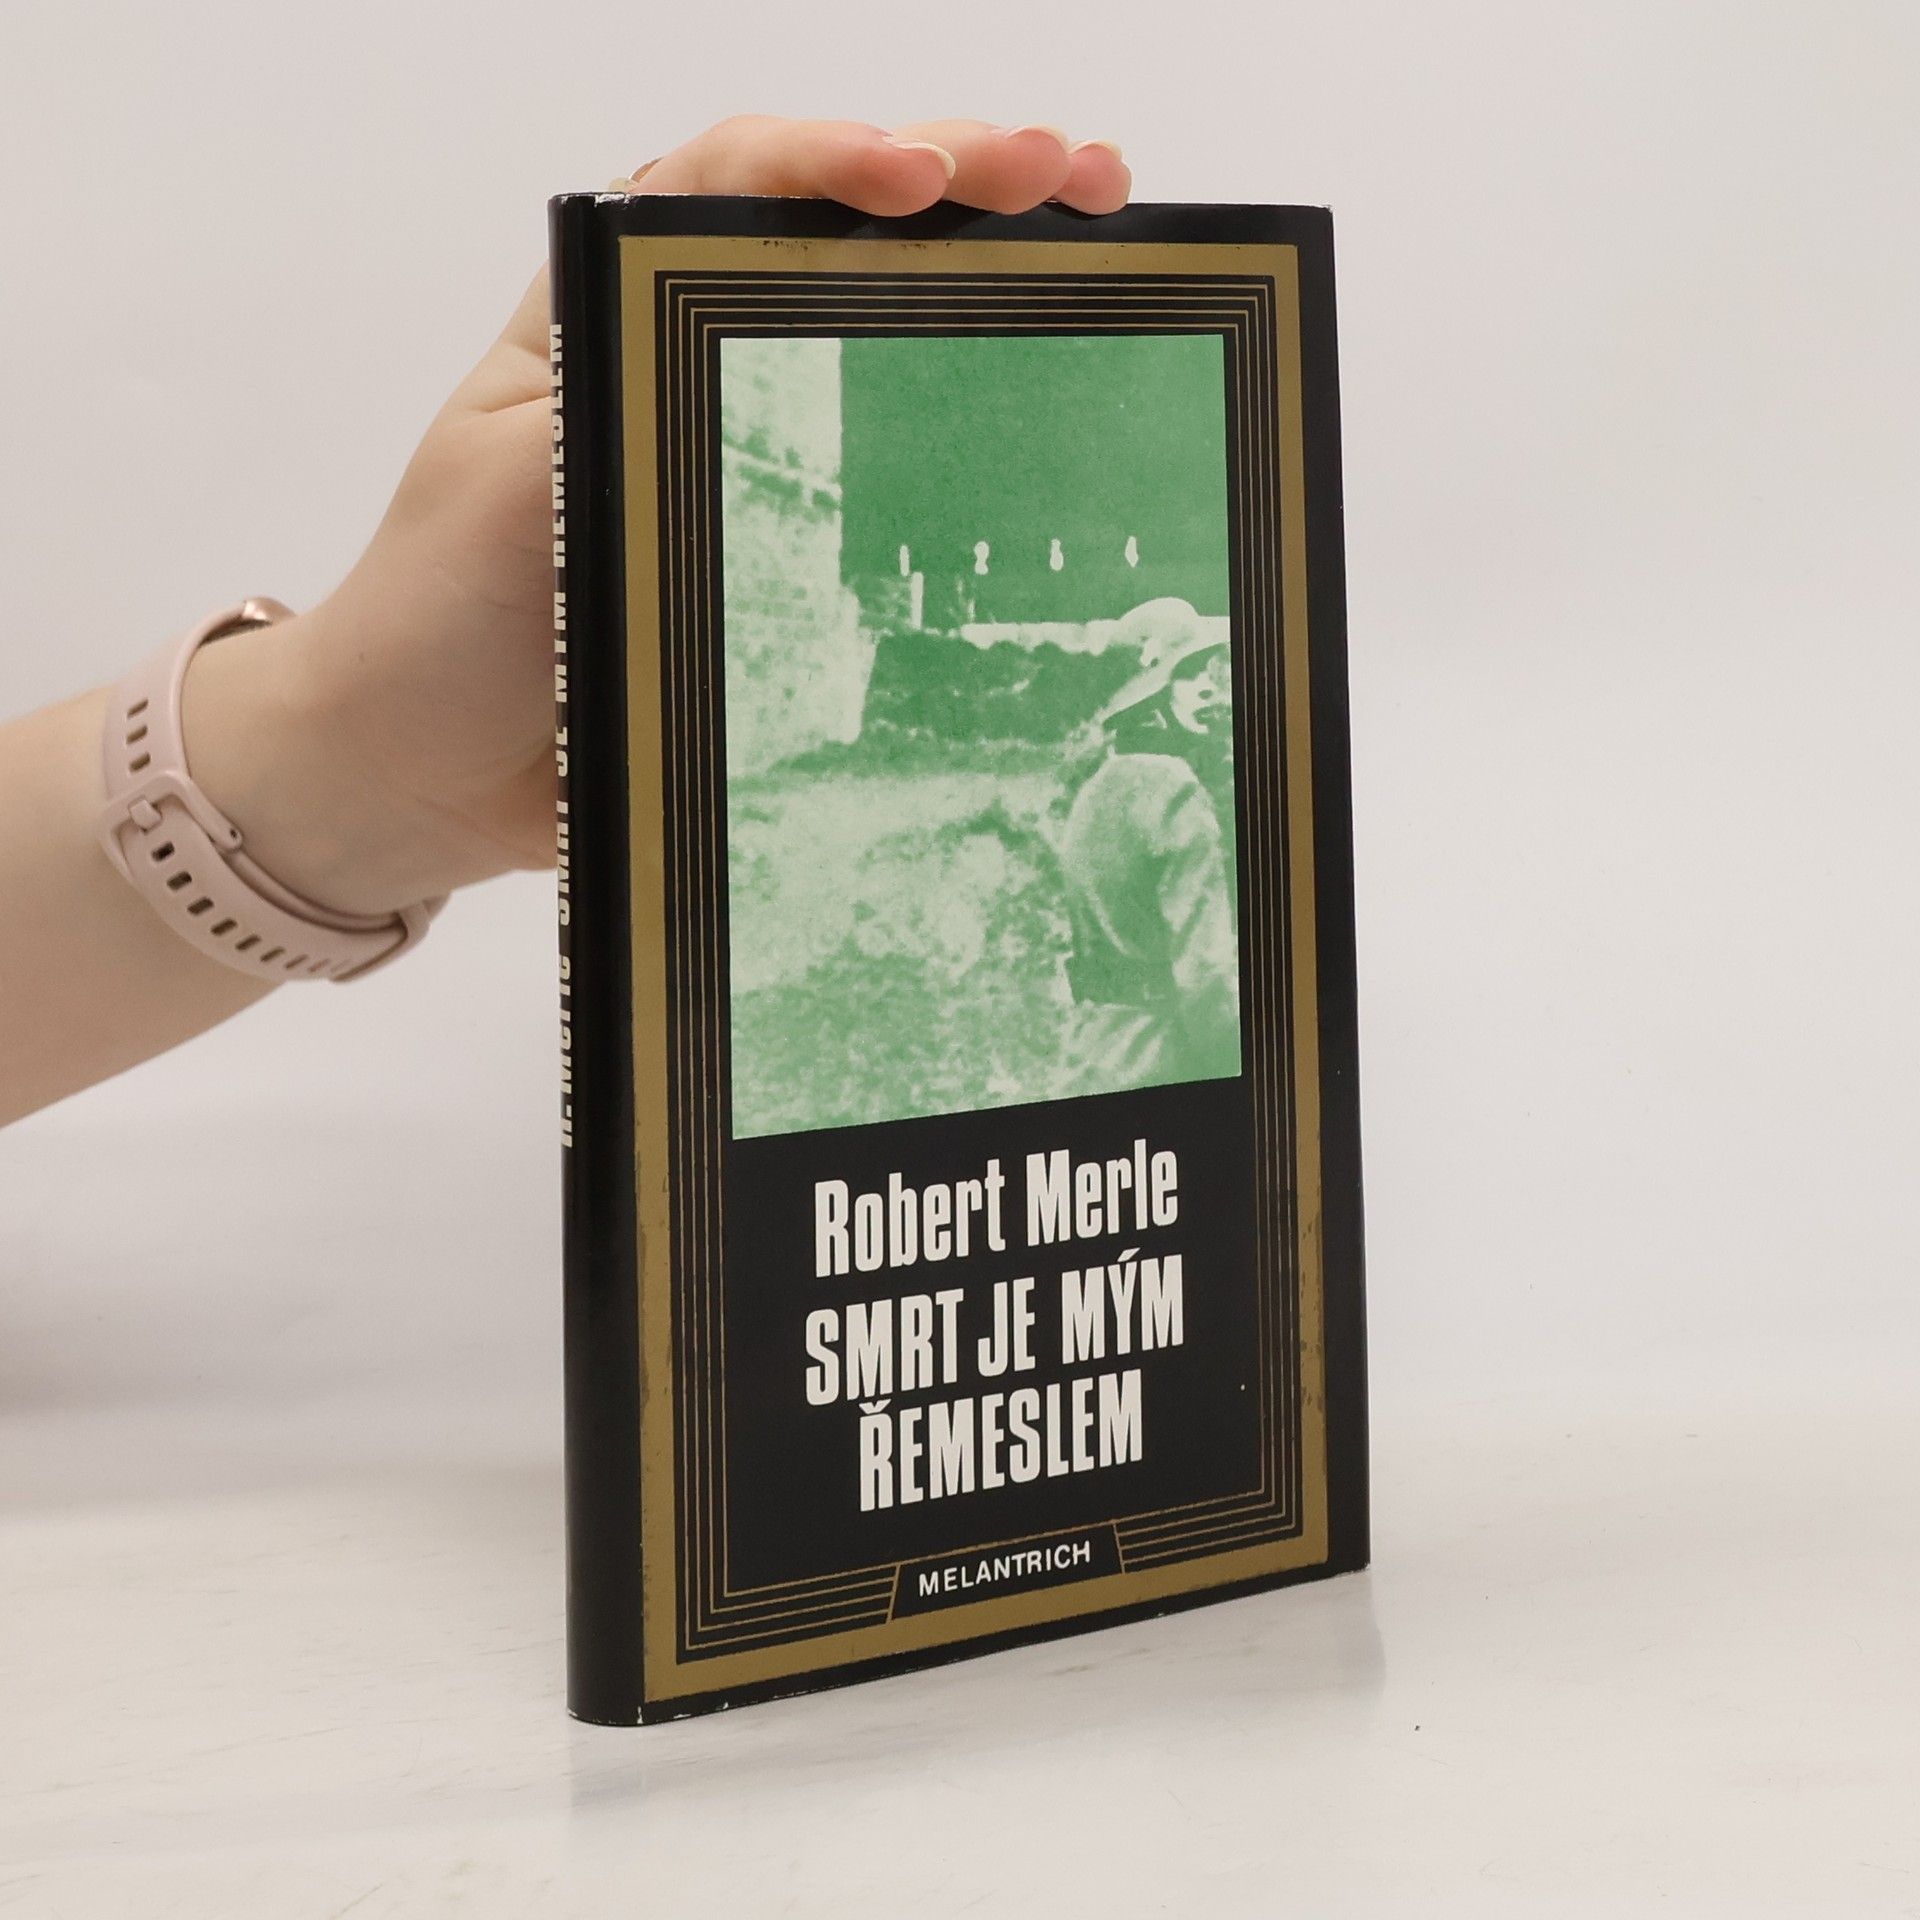 R. Merle SMRT JE MÝM ŘEMESLEM
Robert Merle
SMRT JE MÝM
ŘEMESLEM
MELANTRICH